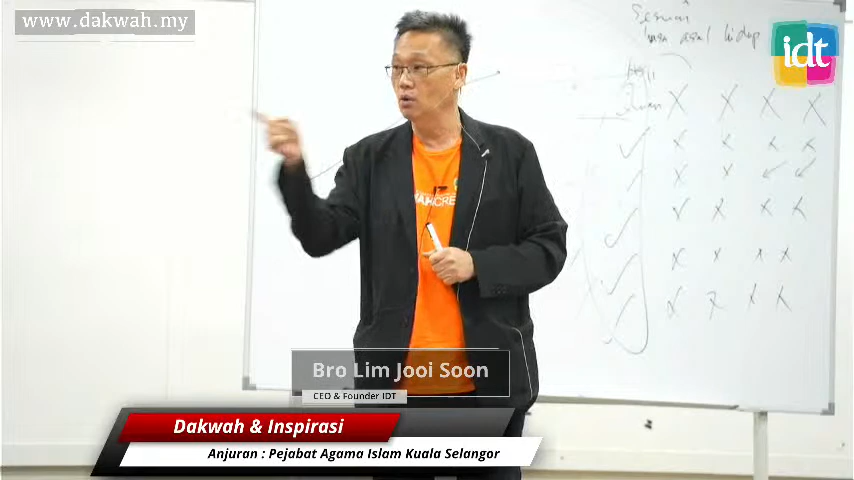 www.dakwah.my
idt
Sesuai
Bro Lim Jooi Soon
CEO & Founder IDT
Dakwah & Inspirasi
Anjuran : Pejabat Agama Islam Kuala Selangor